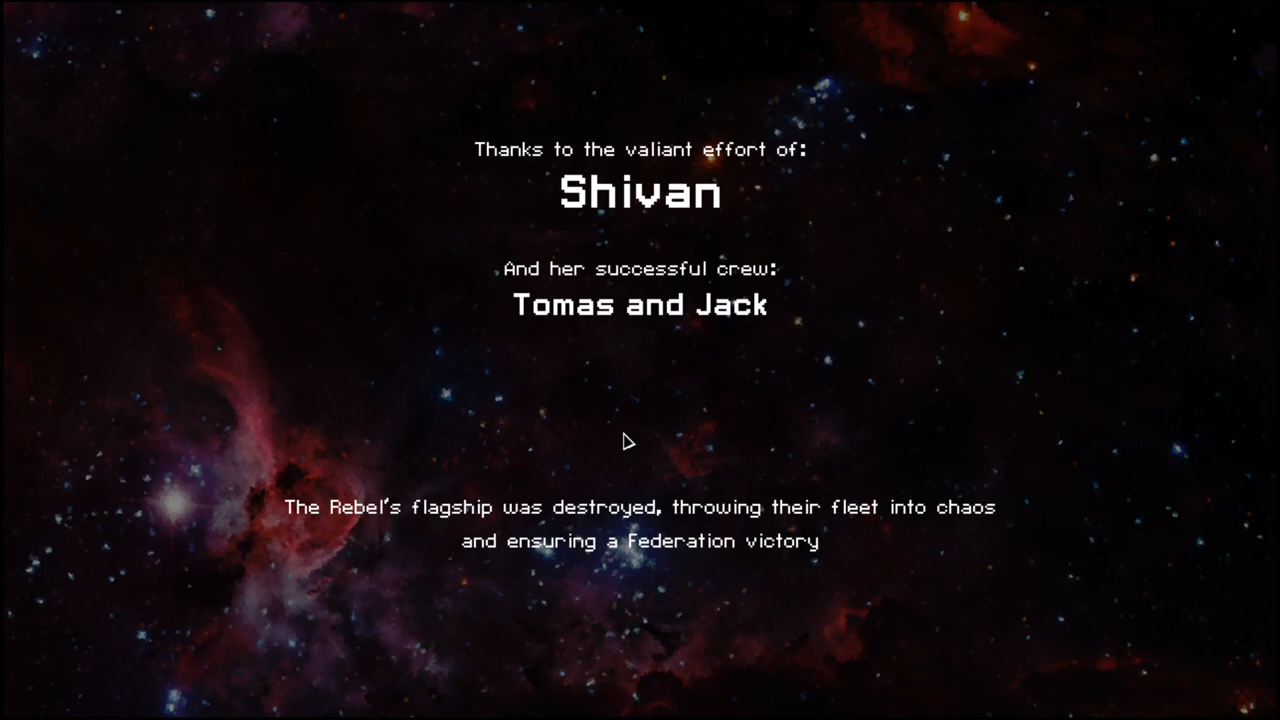 Thanks to the valiant effort of:
Shivan
And her successful crew:
Tomas and Jack
The Rebel's flagship was destroyed, throwing their fleet into chaos
and ensuring a Federation victory